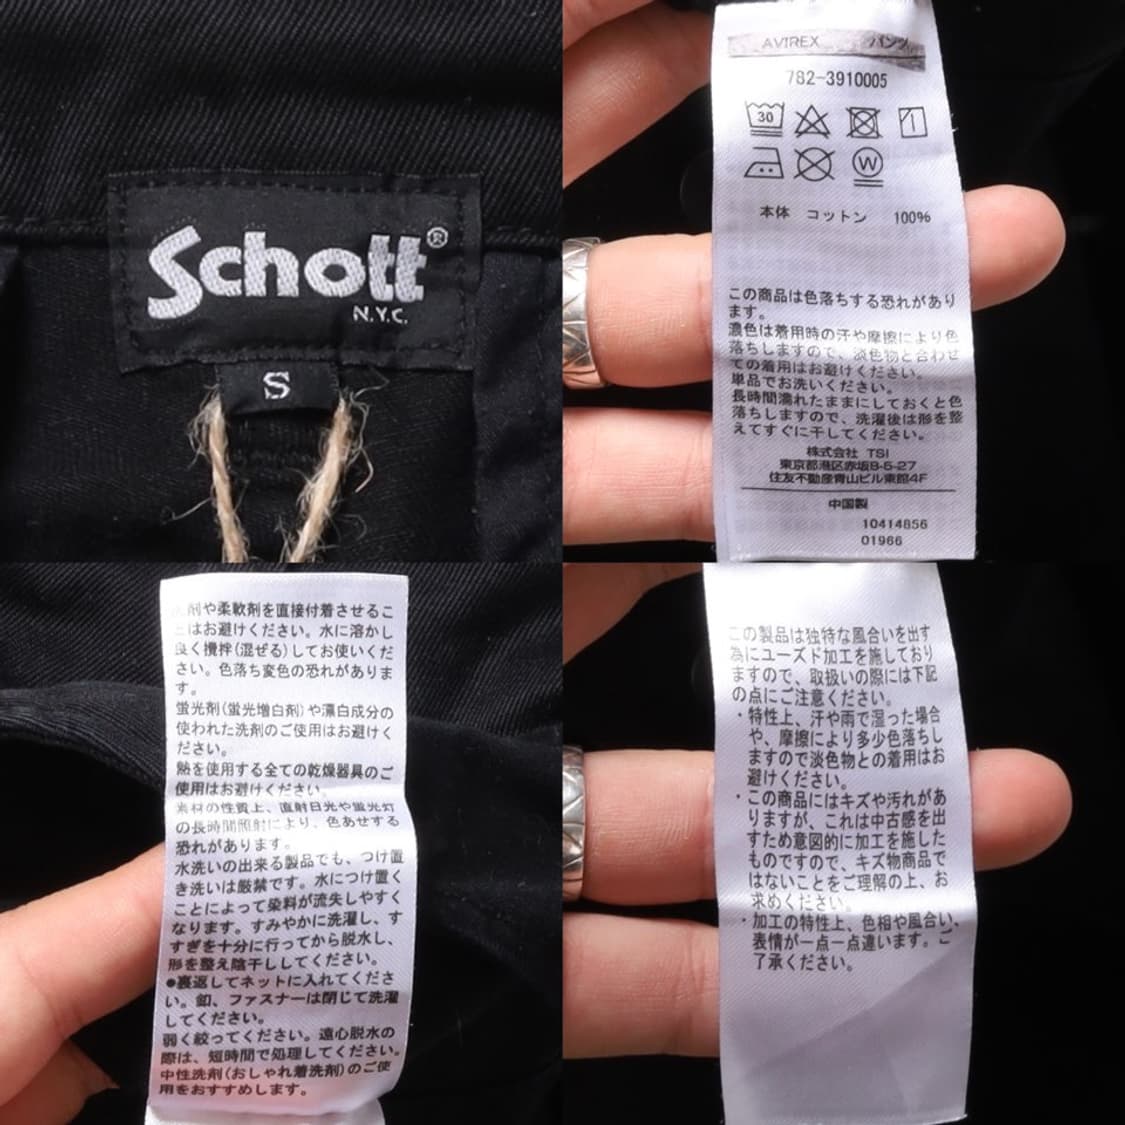 Schott®
N.Y.C.
S
AVIREX パンツ
782-3910005
30
W
本体 コットン 100%
この商品は色落ちする恐れがあり
ます。
濃色は着用時の汗や摩擦により色
落ちしますので、淡色物と合わせ
ての着用はお避けください。
単品でお洗いください。
長時間濡れたままにしておくと色
落ちしますので、洗濯後は形を整
えてすぐに干してください。
株式会社 TSI
東京都港区赤坂8-5-27
住友不動産青山ビル東館4F
中国製
10414856
01966
剤や柔軟剤を直接付着させるこ
とはお避けください。水に溶かし
良く攪拌(混ぜる)してお使いくだ
さい。色落ち変色の恐れがありま
す。
蛍光剤(蛍光増白剤)や漂白成分の
使われた洗剤のご使用はお避けく
ださい。
熱を使用する全ての乾燥器具のご
使用はお避けください。
素材の性質上、直射日光や蛍光灯
の長時間照射により、色あせする
恐れがあります。
水洗いの出来る製品でも、つけ置
き洗いは厳禁です。水につけ置く
ことによって染料が流失しやすく
なります。すみやかに洗濯し、す
すぎを十分に行ってから脱水し、
形を整え陰干ししてください。
●裏返してネットに入れてくださ
い。釦、ファスナーは閉じて洗濯
してください。
弱く絞ってください。遠心脱水の
際は、短時間で処理してください。
中性洗剤(おしゃれ着洗剤)のご使
用をおすすめします。
この製品は独特な風合いを出す
為にユーズド加工を施しており
ますので、取扱いの際には下記
の点にご注意ください。
・特性上、汗や雨で湿った場合
や、摩擦により多少色落ちし
ますので淡色物との着用はお
避けください。
・この商品にはキズや汚れがあ
りますが、これは中古感を出
すため意図的に加工を施した
ものですので、キズ物商品で
はないことをご理解の上、お
求めください。
・加工の特性上、色相や風合い、
表情が一点一点違います。ご
了承ください。